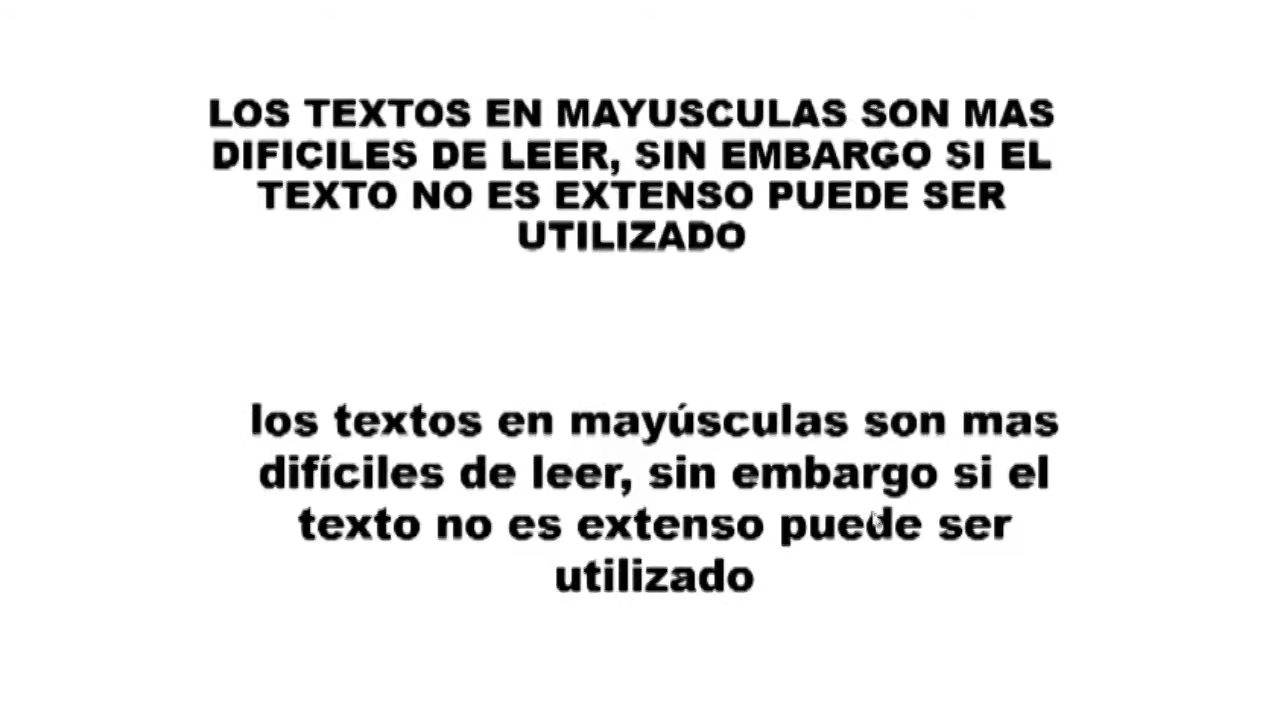 LOS TEXTOS EN MAYUSCULAS SON MAS
DIFICILES DE LEER, SIN EMBARGO SI EL
TEXTO NO ES EXTENSO PUEDE SER
UTILIZADO
los textos en mayúsculas son mas
difíciles de leer, sin embargo si el
texto no es extenso puede ser
utilizado